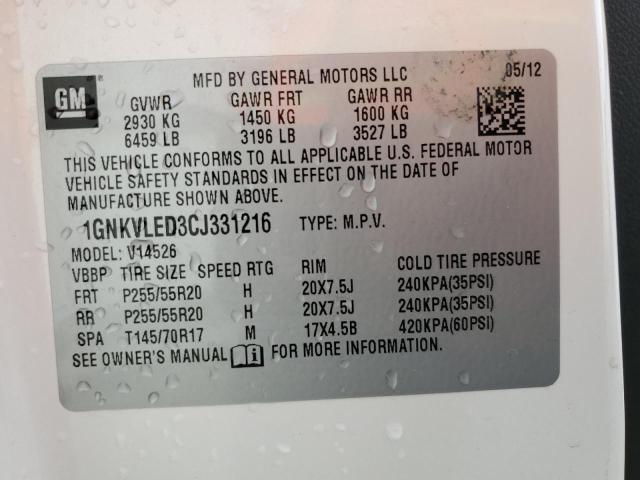 GM
MFD BY GENERAL MOTORS LLC 05/12
GVWR GAWR FRT GAWR RR
2930 KG 1450 KG 1600 KG
6459 LB 3196 LB 3527 LB
THIS VEHICLE CONFORMS TO ALL APPLICABLE U.S. FEDERAL MOTOR
VEHICLE SAFETY STANDARDS IN EFFECT ON THE DATE OF
MANUFACTURE SHOWN ABOVE.
1GNKVLED3CJ331216 TYPE: M.P.V.
MODEL: V14526
VBBP TIRE SIZE SPEED RTG RIM COLD TIRE PRESSURE
FRT P255/55R20 H 20X7.5J 240KPA(35PSI)
RR P255/55R20 H 20X7.5J 240KPA(35PSI)
SPA T145/70R17 M 17X4.5B 420KPA(60PSI)
SEE OWNER'S MANUAL i FOR MORE INFORMATION.